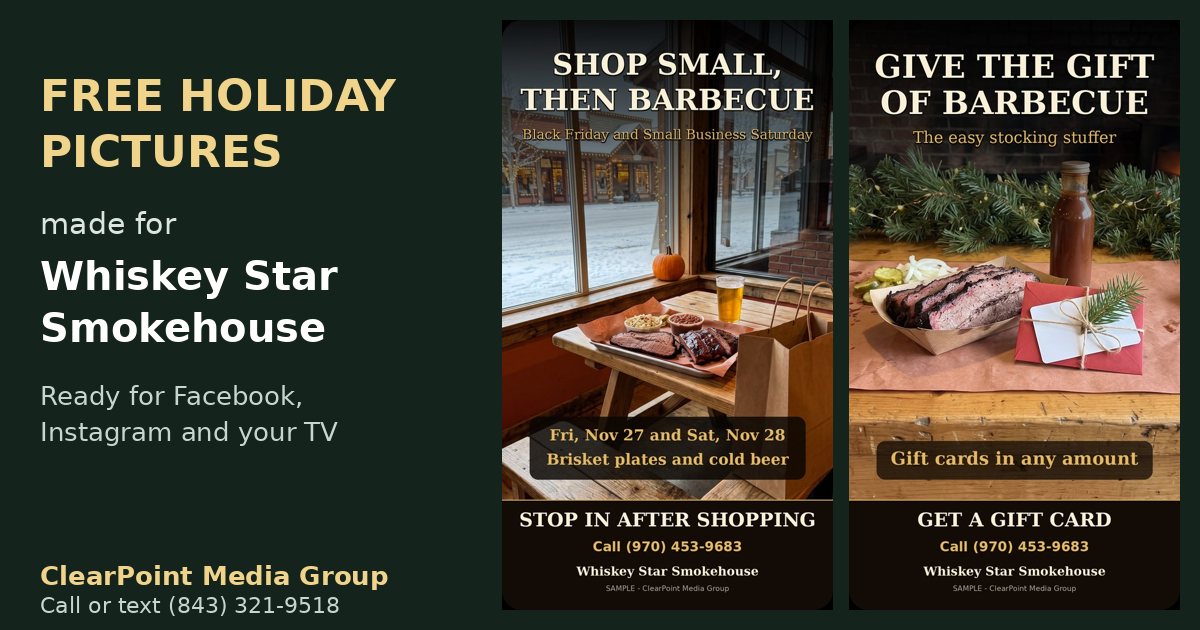 FREE HOLIDAY
PICTURES
made for
Whiskey Star
Smokehouse
Ready for Facebook,
Instagram and your TV
ClearPoint Media Group
Call or text (843) 321-9518
SHOP SMALL,
THEN BARBECUE
Black Friday and Small Business Saturday
Fri, Nov 27 and Sat, Nov 28
Brisket plates and cold beer
STOP IN AFTER SHOPPING
Call (970) 453-9683
Whiskey Star Smokehouse
SAMPLE - ClearPoint Media Group
GIVE THE GIFT
OF BARBECUE
The easy stocking stuffer
Gift cards in any amount
GET A GIFT CARD
Call (970) 453-9683
Whiskey Star Smokehouse
SAMPLE - ClearPoint Media Group